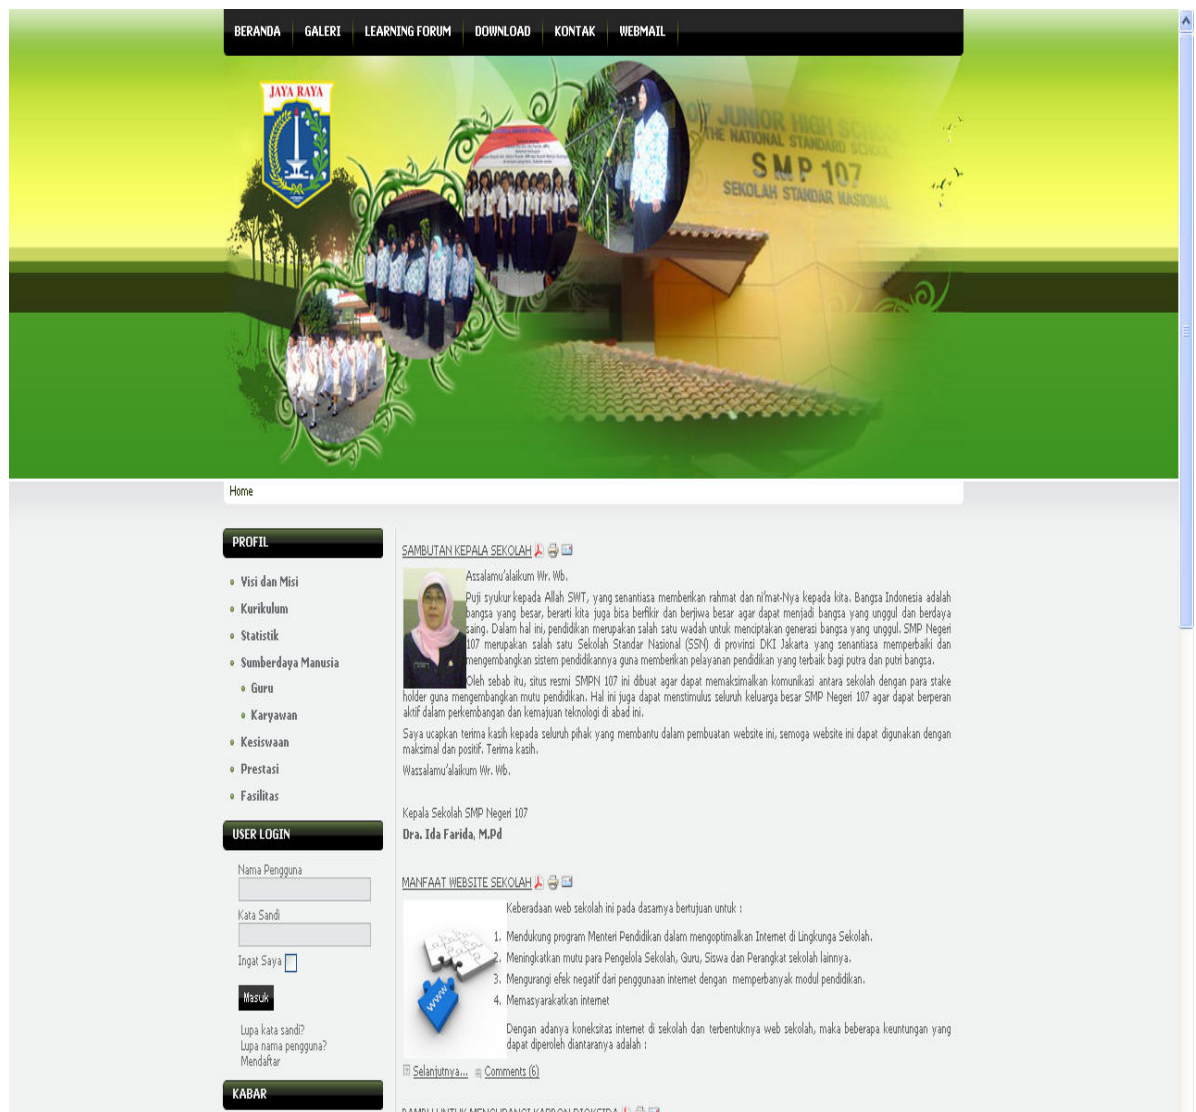 BERANDA GALERI LEARNING FORUM DOWNLOAD KONTAK WEBMAIL
JAYA RAYA
107 JUNIOR HIGH SCHOOL
THE NATIONAL STANDARD SCHOOL
SMP 107
SEKOLAH STANDAR NASIONAL
Home
PROFIL
Visi dan Misi
Kurikulum
Statistik
Sumberdaya Manusia
Guru
Karyawan
Kesiswaan
Prestasi
Fasilitas
USER LOGIN
Nama Pengguna
Kata Sandi
Ingat Saya
Masuk
Lupa kata sandi?
Lupa nama pengguna?
Mendaftar
KABAR
SAMBUTAN KEPALA SEKOLAH
Assalamu'alaikum Wr. Wb.
Puji syukur kepada Allah SWT, yang senantiasa memberikan rahmat dan ni'mat-Nya kepada kita. Bangsa Indonesia adalah
bangsa yang besar, berarti kita juga bisa berfikir dan berjiwa besar agar dapat menjadi bangsa yang unggul dan berdaya
saing. Dalam hal ini, pendidikan merupakan salah satu wadah untuk menciptakan generasi bangsa yang unggul. SMP Negeri
107 merupakan salah satu Sekolah Standar Nasional (SSN) di provinsi DKI Jakarta yang senantiasa memperbaiki dan
mengembangkan sistem pendidikannya guna memberikan pelayanan pendidikan yang terbaik bagi putra dan putri bangsa.
Oleh sebab itu, situs resmi SMPN 107 ini dibuat agar dapat memaksimalkan komunikasi antara sekolah dengan para stake
holder guna mengembangkan mutu pendidikan. Hal ini juga dapat menstimulus seluruh keluarga besar SMP Negeri 107 agar dapat berperan
aktif dalam perkembangan dan kemajuan teknologi di abad ini.
Saya ucapkan terima kasih kepada seluruh pihak yang membantu dalam pembuatan website ini, semoga website ini dapat digunakan dengan
maksimal dan positif. Terima kasih.
Wassalamu'alaikum Wr. Wb.
Kepala Sekolah SMP Negeri 107
Dra. Ida Farida, M.Pd
MANFAAT WEBSITE SEKOLAH
www
Keberadaan web sekolah ini pada dasarnya bertujuan untuk :
1. Mendukung program Menteri Pendidikan dalam mengoptimalkan Internet di Lingkunga Sekolah.
2. Meningkatkan mutu para Pengelola Sekolah, Guru, Siswa dan Perangkat sekolah lainnya.
3. Mengurangi efek negatif dari penggunaan internet dengan memperbanyak modul pendidikan.
4. Memasyarakatkan internet
Dengan adanya koneksitas internet di sekolah dan terbentuknya web sekolah, maka beberapa keuntungan yang
dapat diperoleh diantaranya adalah :
Selanjutnya... Comments (6)
BAMBU UNTUK MENGURANGI KARBON DIOKSIDA